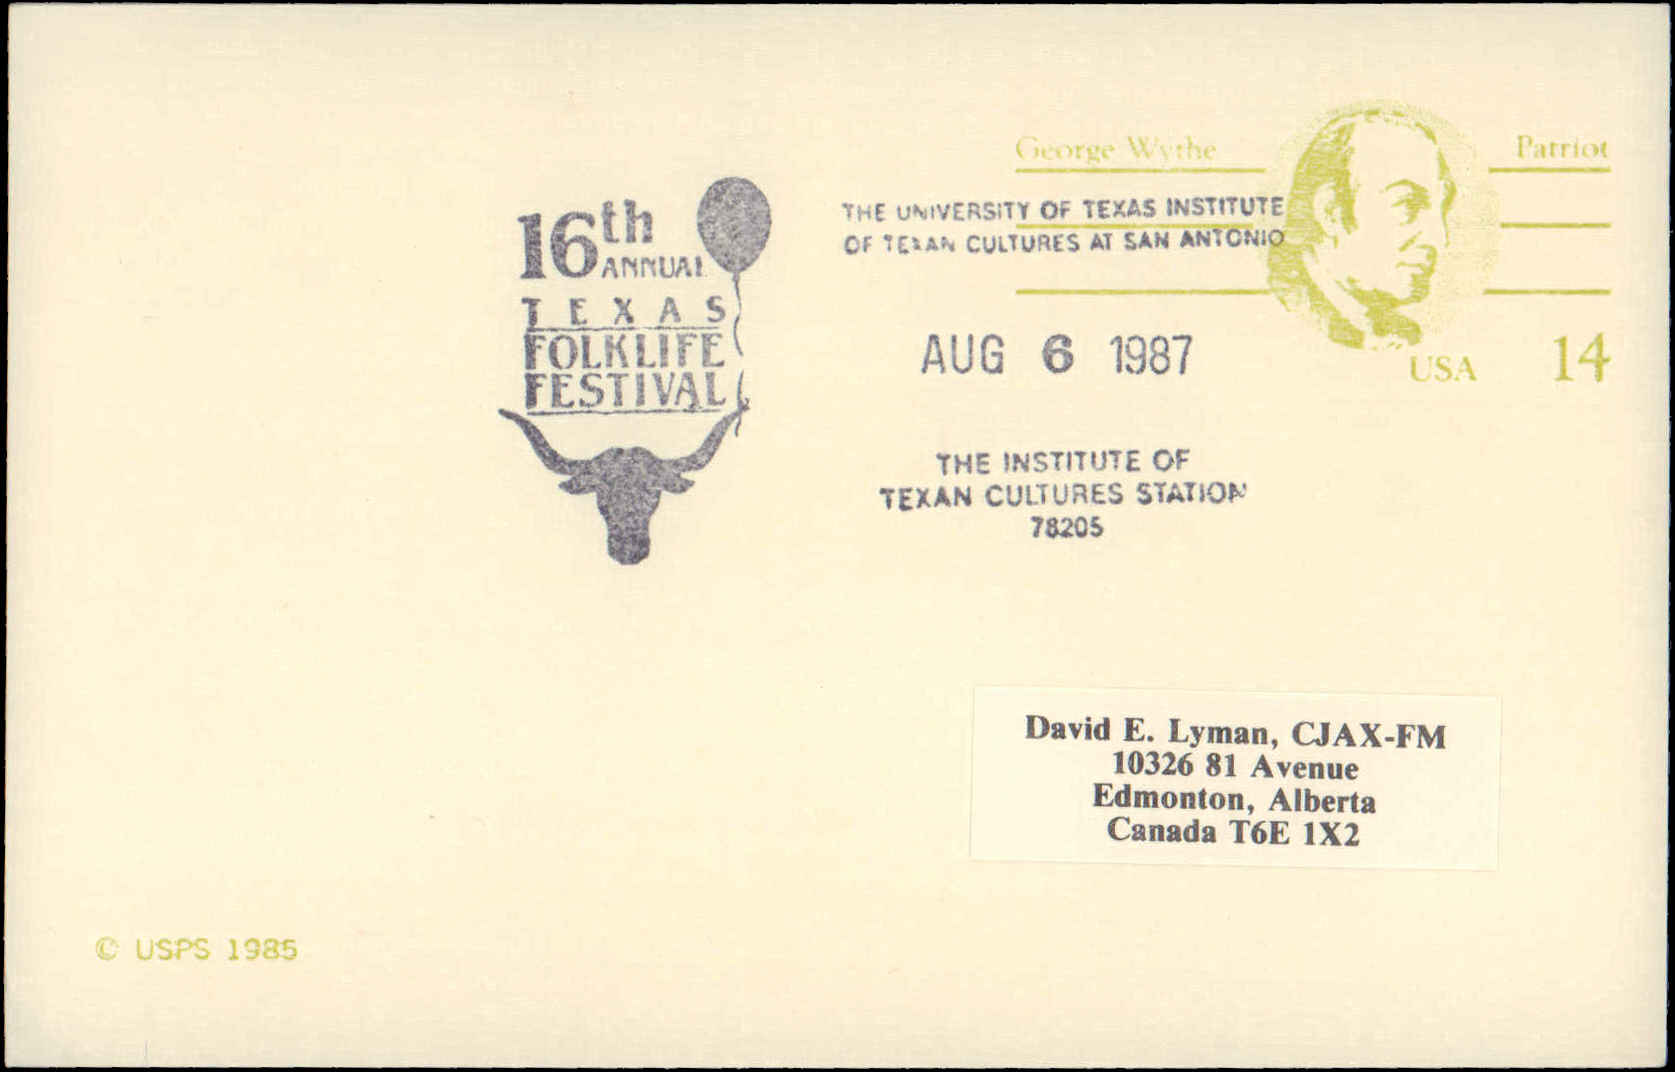 George Wythe Patriot
THE UNIVERSITY OF TEXAS INSTITUTE
OF TEXAN CULTURES AT SAN ANTONIO
16th
ANNUAL
TEXAS
FOLKLIFE
FESTIVAL
AUG 6 1987
USA 14
THE INSTITUTE OF
TEXAN CULTURES STATION
78205
David E. Lyman, CJAX-FM
10326 81 Avenue
Edmonton, Alberta
Canada T6E 1X2
© USPS 1985